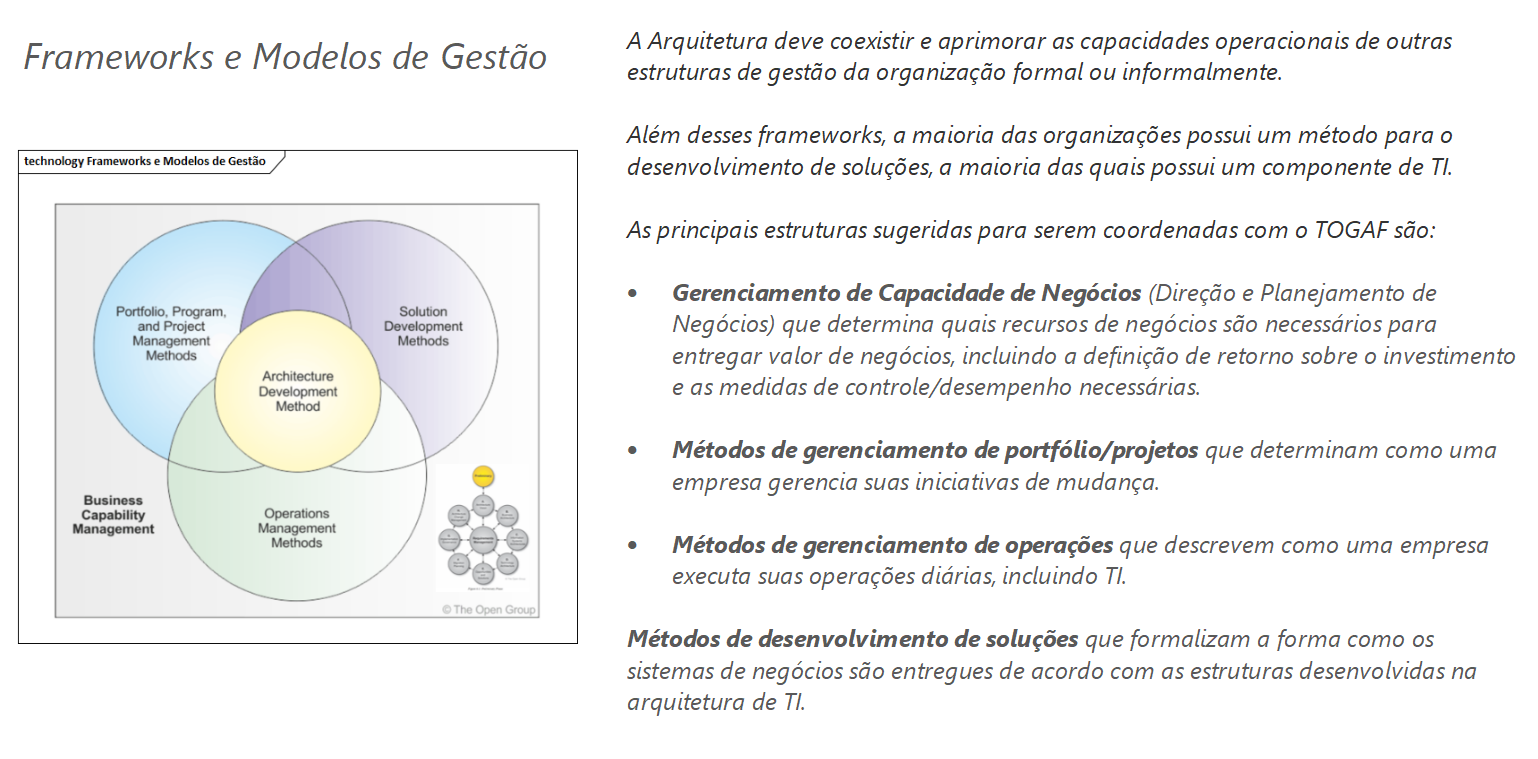 Frameworks e Modelos de Gestão
technology Frameworks e Modelos de Gestão
Portfolio, Program,
and Project
Management
Methods
Solution
Development
Methods
Architecture
Development
Method
Business
Capability
Management
Operations
Management
Methods
© The Open Group
A Arquitetura deve coexistir e aprimorar as capacidades operacionais de outras
estruturas de gestão da organização formal ou informalmente.
Além desses frameworks, a maioria das organizações possui um método para o
desenvolvimento de soluções, a maioria das quais possui um componente de TI.
As principais estruturas sugeridas para serem coordenadas com o TOGAF são:
• Gerenciamento de Capacidade de Negócios (Direção e Planejamento de
Negócios) que determina quais recursos de negócios são necessários para
entregar valor de negócios, incluindo a definição de retorno sobre o investimento
e as medidas de controle/desempenho necessárias.
• Métodos de gerenciamento de portfólio/projetos que determinam como uma
empresa gerencia suas iniciativas de mudança.
• Métodos de gerenciamento de operações que descrevem como uma empresa
executa suas operações diárias, incluindo TI.
Métodos de desenvolvimento de soluções que formalizam a forma como os
sistemas de negócios são entregues de acordo com as estruturas desenvolvidas na
arquitetura de TI.